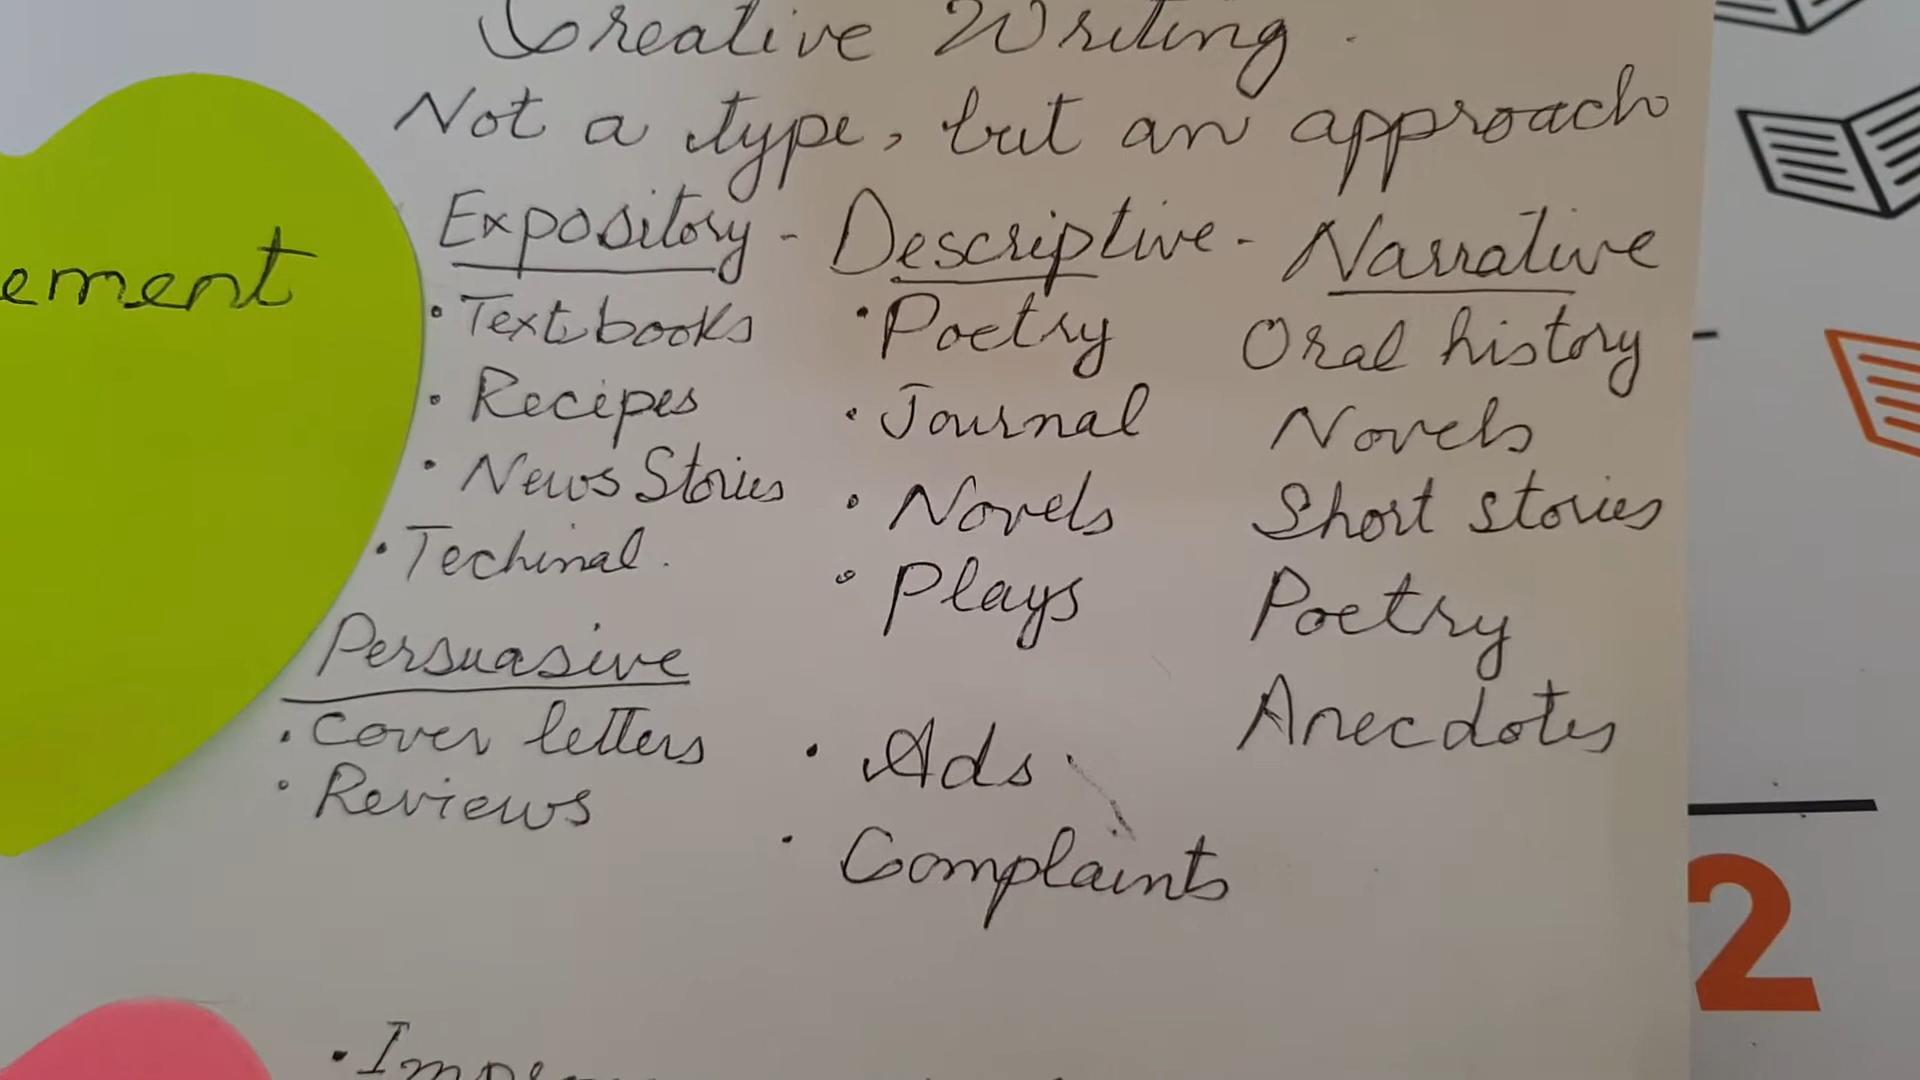 Creative Writing.
Not a type, but an approach
Expository - Descriptive - Narrative
• Textbooks
• Recipes
• News Stories
• Techinal.
• Poetry
• Journal
• Novels
• Plays
Oral history
Novels
Short stories
Poetry
Anecdotes
Persuasive
• Cover letters
• Reviews
• Ads
• Complaints
ement
2